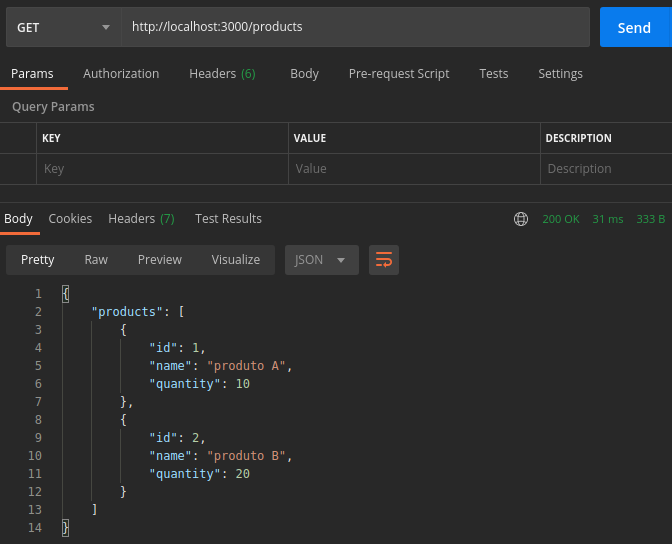 GET http://localhost:3000/products Send
Params Authorization Headers (6) Body Pre-request Script Tests Settings
Query Params
KEY VALUE DESCRIPTION
Key Value Description
Body Cookies Headers (7) Test Results 200 OK 31 ms 333 B
Pretty Raw Preview Visualize JSON
1 {
2 "products": [
3 {
4 "id": 1,
5 "name": "produto A",
6 "quantity": 10
7 },
8 {
9 "id": 2,
10 "name": "produto B",
11 "quantity": 20
12 }
13 ]
14 }